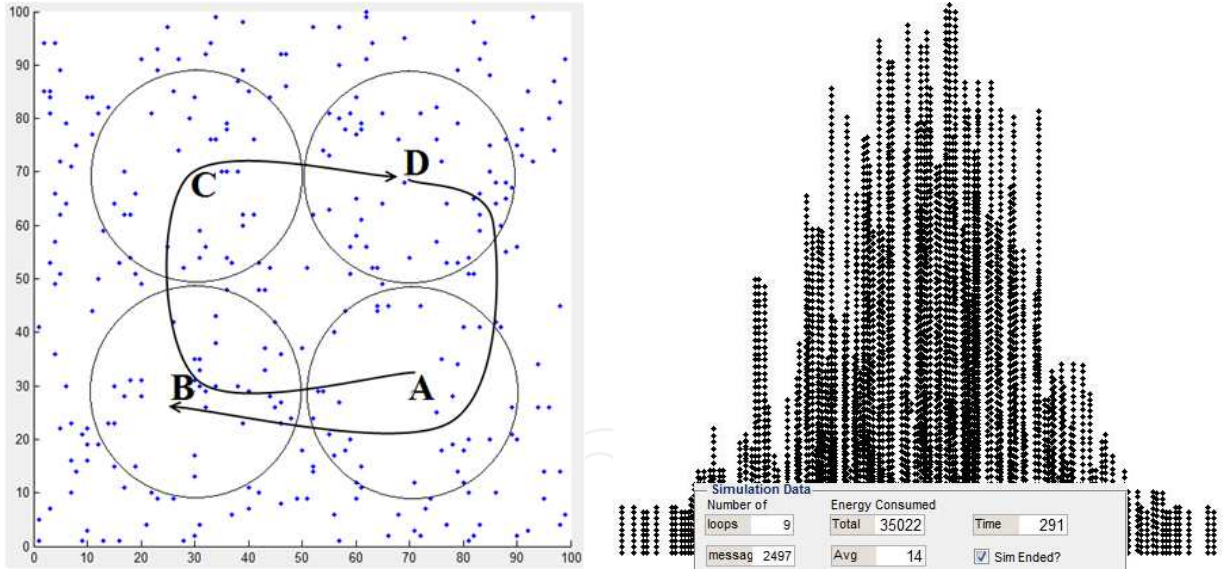 100
90
80
70
60
50
40
30
20
10
0
0 10 20 30 40 50 60 70 80 90 100
C D
B A
Simulation Data
Number of Energy Consumed
loops 9 Total 35022 Time 291
messag 2497 Avg 14 Sim Ended?